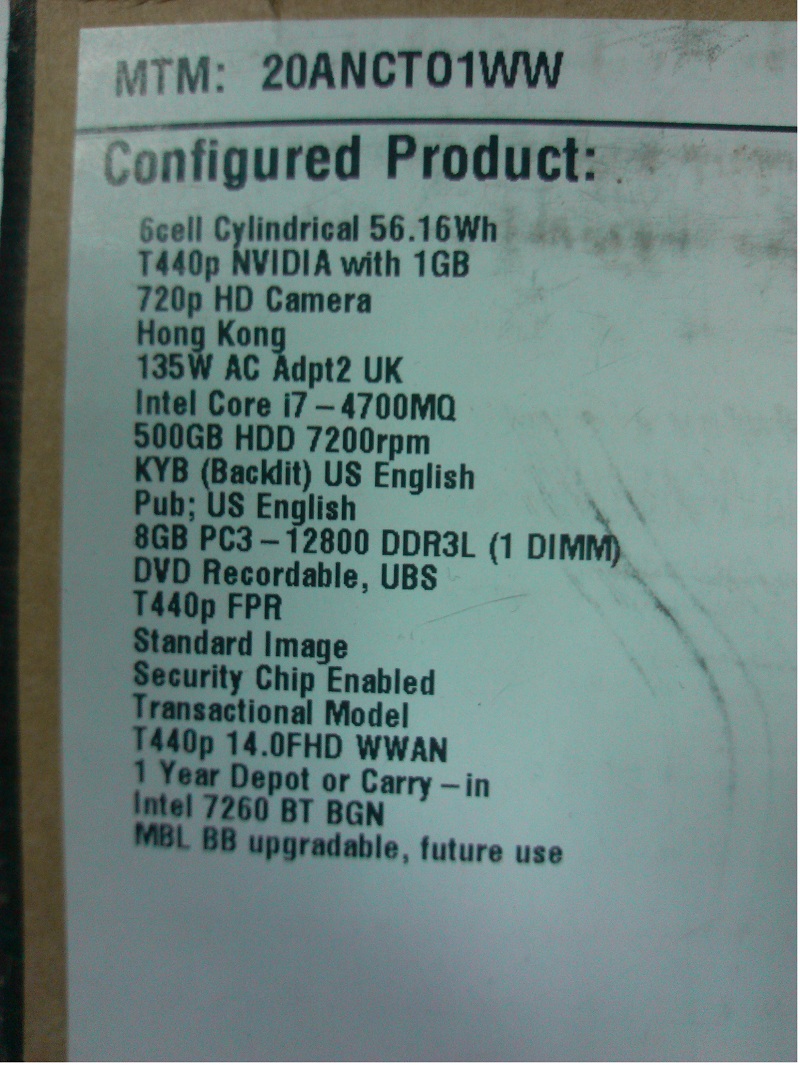 MTM: 20ANCTO1WW
Configured Product:
6cell Cylindrical 56.16Wh
T440p NVIDIA with 1GB
720p HD Camera
Hong Kong
135W AC Adpt2 UK
Intel Core i7-4700MQ
500GB HDD 7200rpm
KYB (Backlit) US English
Pub; US English
8GB PC3-12800 DDR3L (1 DIMM)
DVD Recordable, UBS
T440p FPR
Standard Image
Security Chip Enabled
Transactional Model
T440p 14.0FHD WWAN
1 Year Depot or Carry-in
Intel 7260 BT BGN
MBL BB upgradable, future use